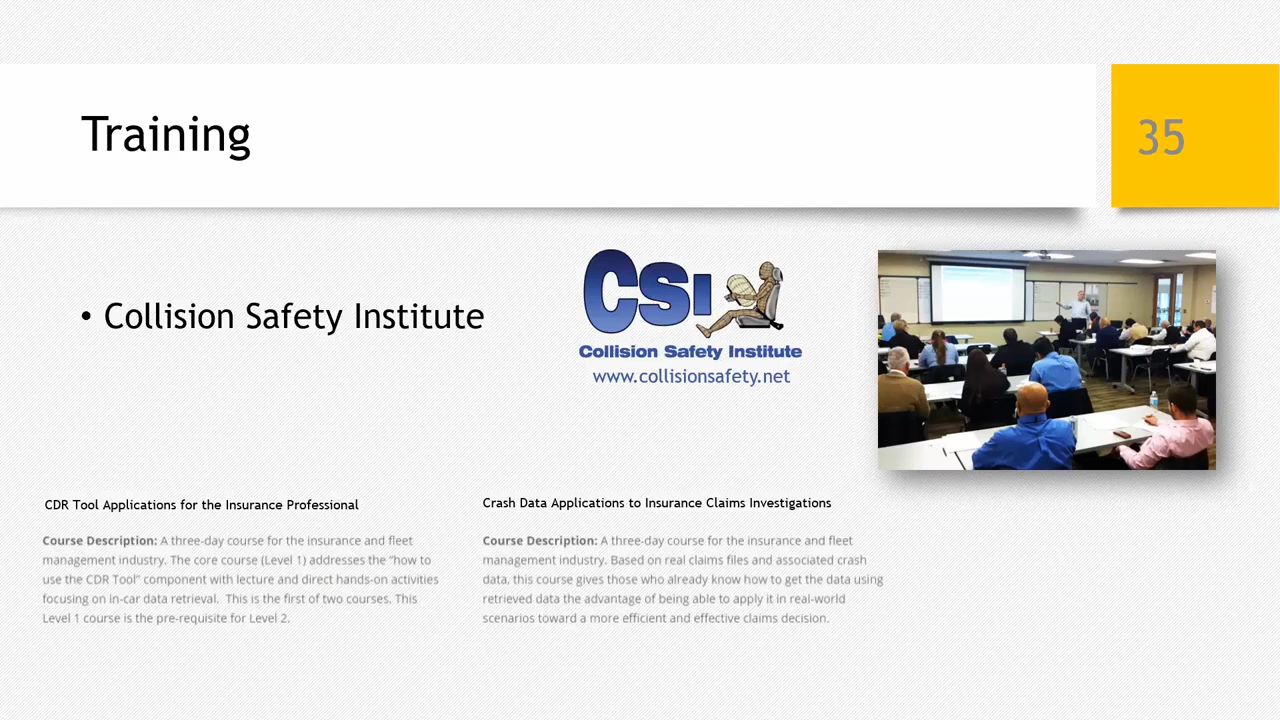 Training
35
• Collision Safety Institute
CSI
Collision Safety Institute
www.collisionsafety.net
CDR Tool Applications for the Insurance Professional
Course Description: A three-day course for the insurance and fleet
management industry. The core course (Level 1) addresses the "how to
use the CDR Tool" component with lecture and direct hands-on activities
focusing on in-car data retrieval.  This is the first of two courses. This
Level 1 course is the pre-requisite for Level 2.
Crash Data Applications to Insurance Claims Investigations
Course Description: A three-day course for the insurance and fleet
management industry. Based on real claims files and associated crash
data, this course gives those who already know how to get the data using
retrieved data the advantage of being able to apply it in real-world
scenarios toward a more efficient and effective claims decision.